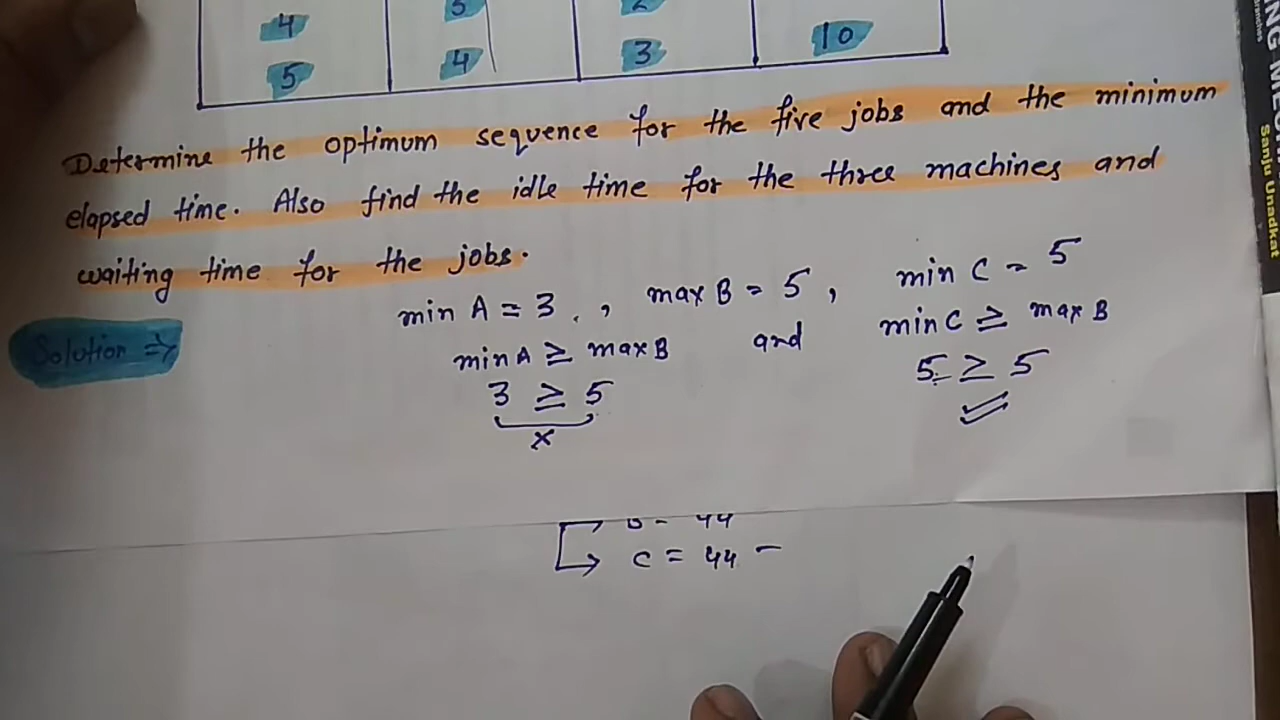 4
5
4
3
10
Determine the optimum sequence for the five jobs and the minimum
elapsed time. Also find the idle time for the three machines and
waiting time for the jobs.
Solution ⇒
min A = 3 , max B = 5 , min C = 5
min A ≥ max B and min C ≥ max B
3 ≥ 5 5 ≥ 5
x
C = 44 –
Sanju Unadkat